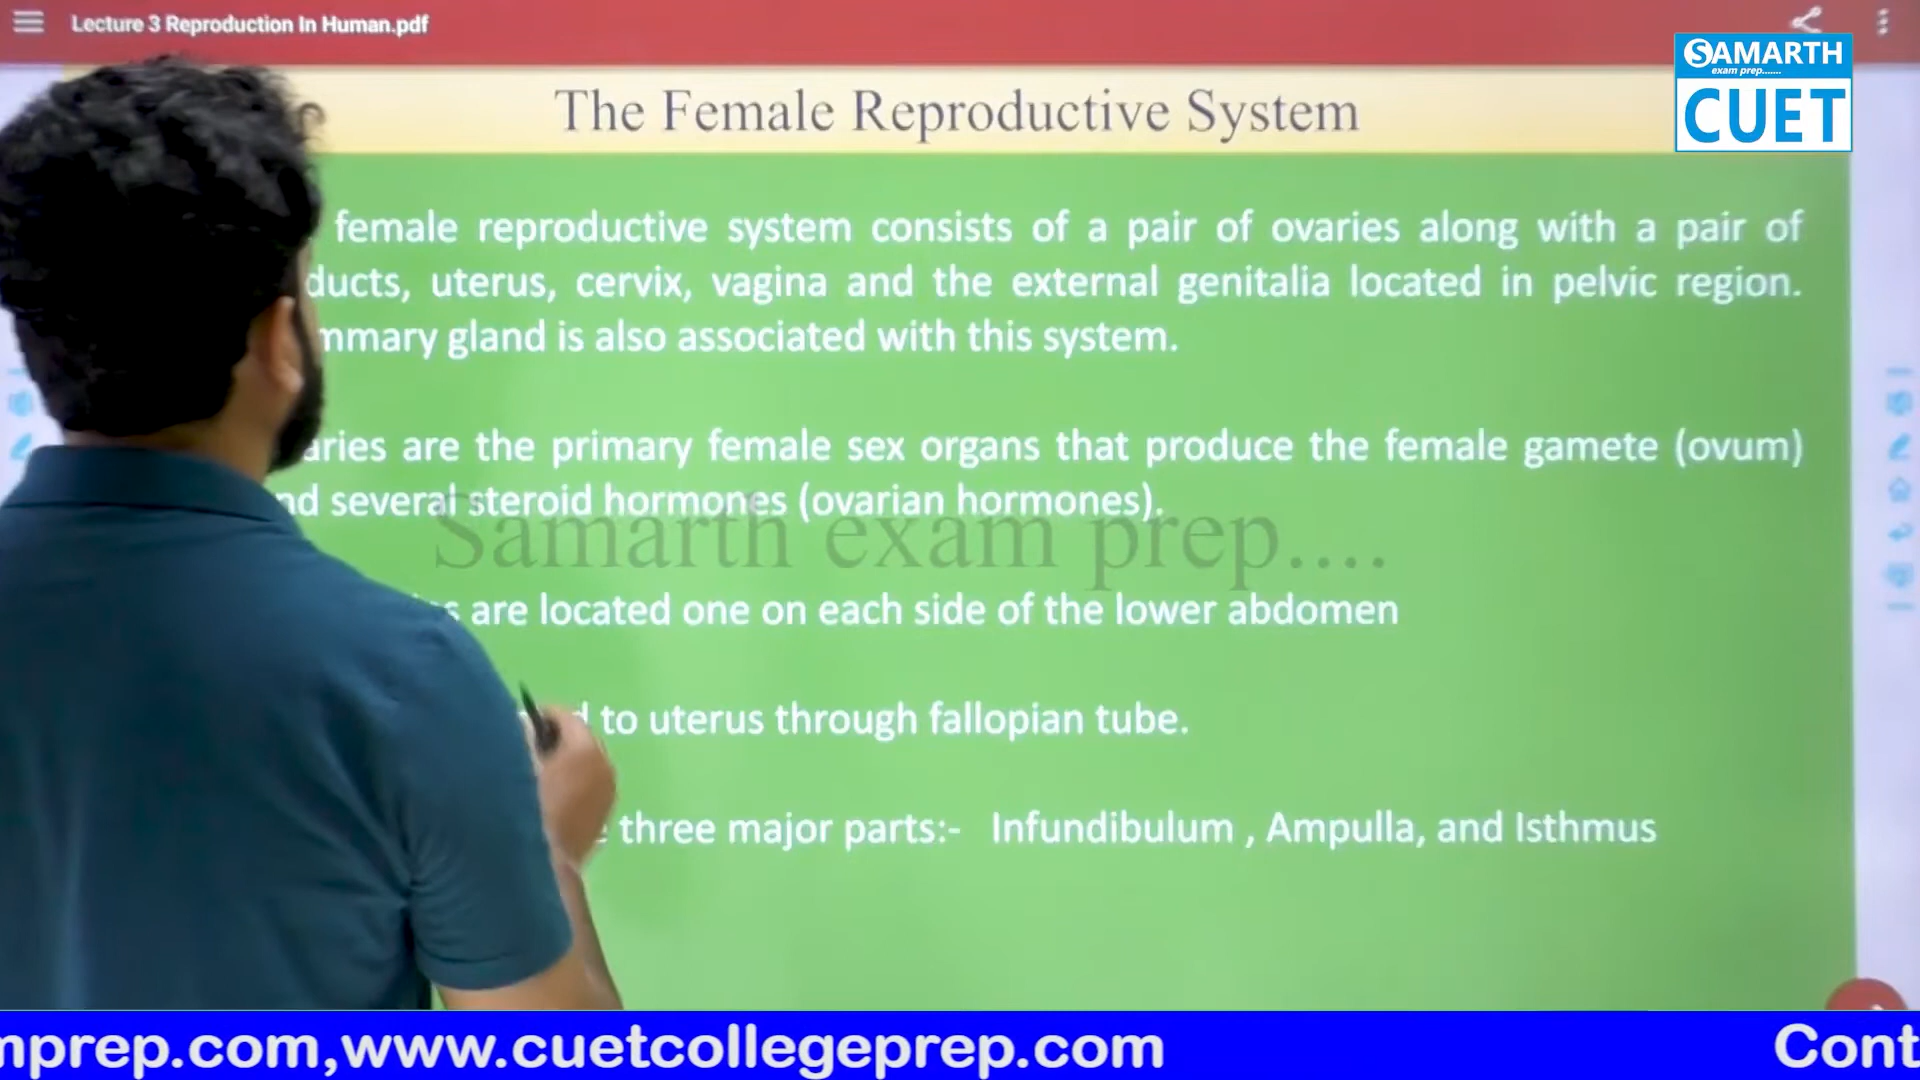 Lecture 3 Reproduction In Human.pdf
SAMARTH
exam prep.......
CUET
The Female Reproductive System
female reproductive system consists of a pair of ovaries along with a pair of
ducts, uterus, cervix, vagina and the external genitalia located in pelvic region.
mmary gland is also associated with this system.
aries are the primary female sex organs that produce the female gamete (ovum)
nd several steroid hormones (ovarian hormones).
Samarth exam prep....
s are located one on each side of the lower abdomen
d to uterus through fallopian tube.
e three major parts:- Infundibulum , Ampulla, and Isthmus
mprep.com,www.cuetcollegeprep.com
Cont